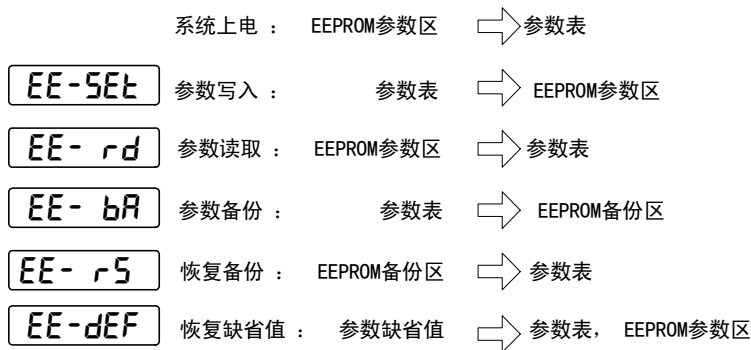 系统上电 : EEPROM参数区 参数表
EE-SEt 参数写入 : 参数表 EEPROM参数区
EE- rd 参数读取 : EEPROM参数区 参数表
EE- bA 参数备份 : 参数表 EEPROM备份区
EE- rS 恢复备份 : EEPROM备份区 参数表
EE-dEF 恢复缺省值 : 参数缺省值 参数表, EEPROM参数区